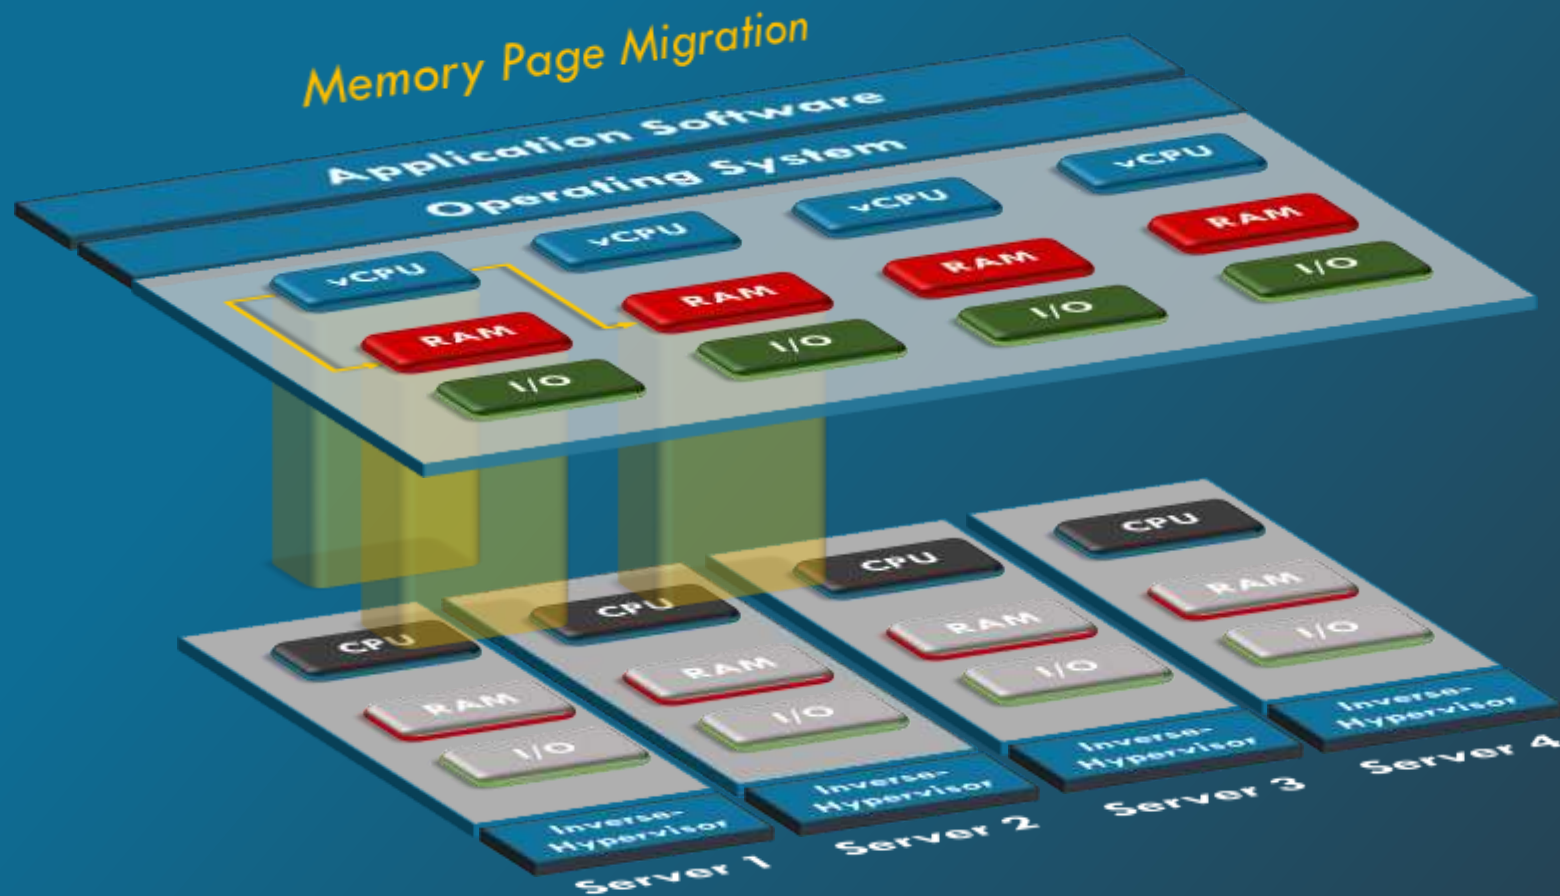 Memory Page Migration
Application Software
Operating System
vCPU
vCPU
vCPU
vCPU
RAM
RAM
RAM
RAM
I/O
I/O
I/O
I/O
CPU
RAM
I/O
Inverse-
Hypervisor
Server 1
CPU
RAM
I/O
Inverse-
Hypervisor
Server 2
CPU
RAM
I/O
Inverse-
Hypervisor
Server 3
CPU
RAM
I/O
Inverse-
Hypervisor
Server 4